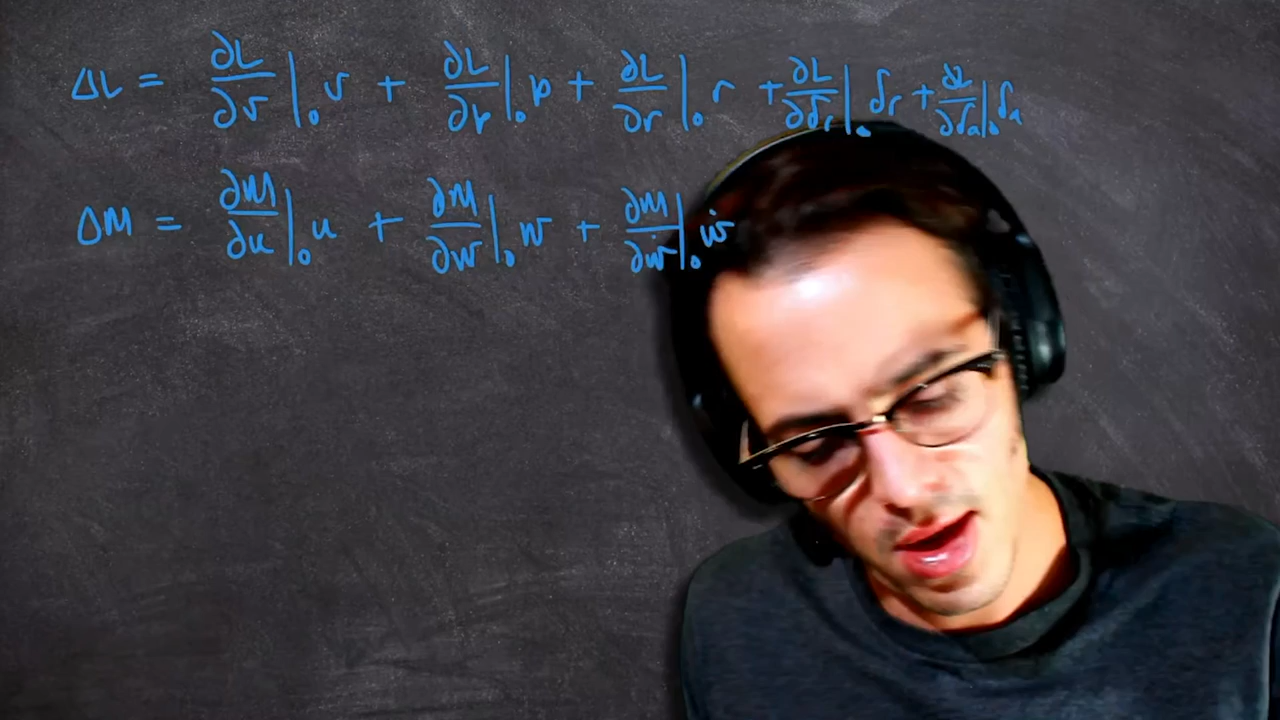 ΔL = ∂L/∂v|₀ v + ∂L/∂p|₀ p + ∂L/∂r|₀ r + ∂L/∂δr|₀ δr + ∂L/∂δa|₀ δa
ΔM = ∂M/∂u|₀ u + ∂M/∂w|₀ w + ∂M/∂ẇ|₀ ẇ